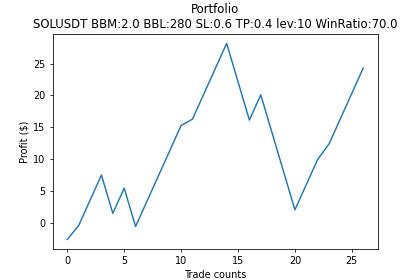 Portfolio
SOLUSDT BBM:2.0 BBL:280 SL:0.6 TP:0.4 lev:10 WinRatio:70.0
Profit ($)
25
20
15
10
5
0
0 5 10 15 20 25
Trade counts